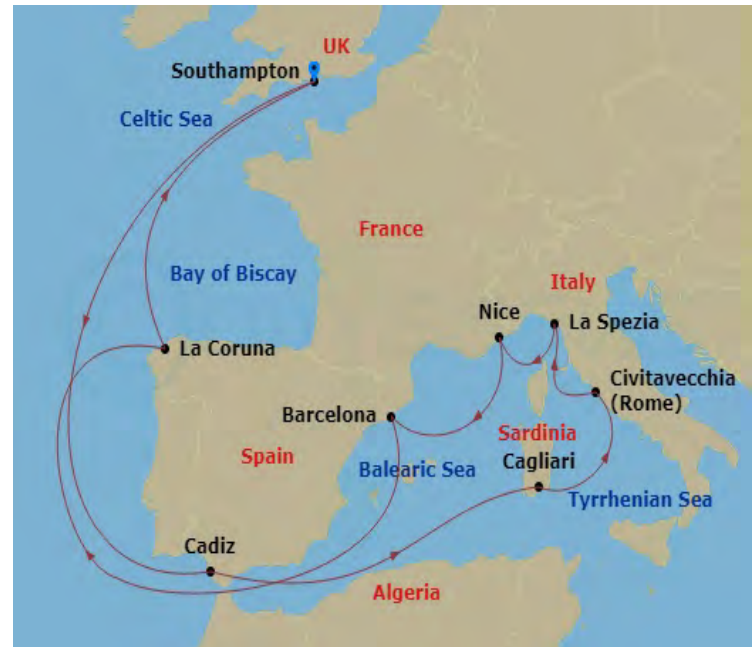 UK
Southampton
Celtic Sea
France
Bay of Biscay
Italy
Nice
La Spezia
La Coruna
Civitavecchia
(Rome)
Barcelona
Sardinia
Spain
Balearic Sea
Cagliari
Tyrrhenian Sea
Cadiz
Algeria